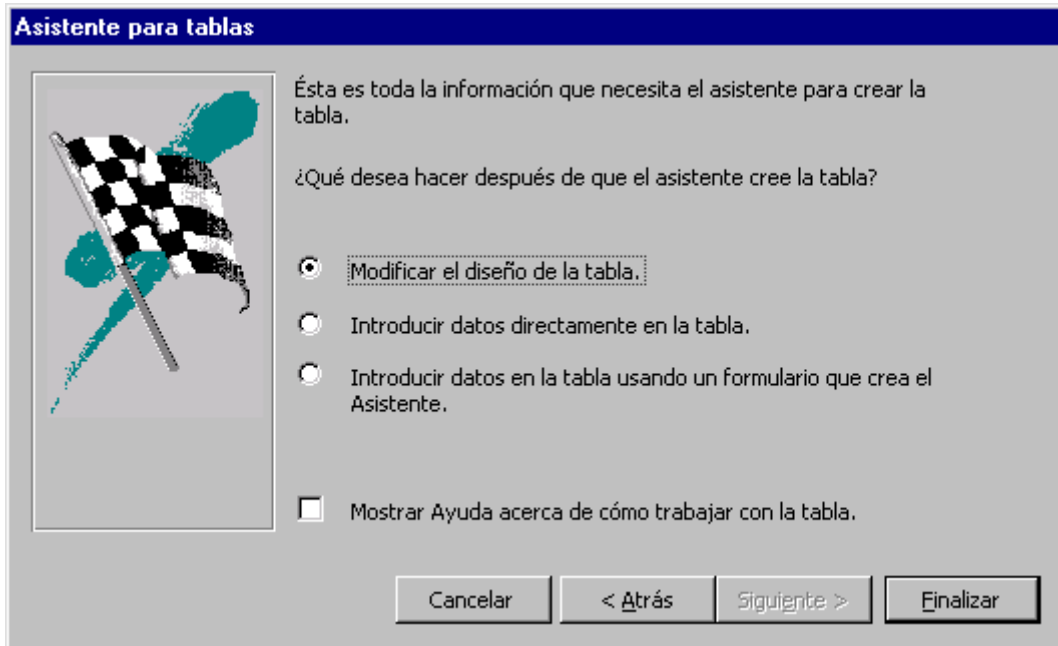 Asistente para tablas
Ésta es toda la información que necesita el asistente para crear la
tabla.
¿Qué desea hacer después de que el asistente cree la tabla?
Modificar el diseño de la tabla.
Introducir datos directamente en la tabla.
Introducir datos en la tabla usando un formulario que crea el
Asistente.
Mostrar Ayuda acerca de cómo trabajar con la tabla.
Cancelar < Atrás Siguiente > Finalizar